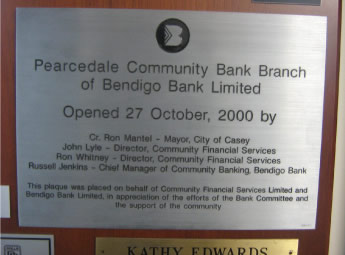 Pearcedale Community Bank Branch
of Bendigo Bank Limited
Opened 27 October, 2000 by
Cr. Ron Mantel - Mayor, City of Casey
John Lyle - Director, Community Financial Services
Ron Whitney - Director, Community Financial Services
Russell Jenkins - Chief Manager of Community Banking, Bendigo Bank
This plaque was placed on behalf of Community Financial Services Limited and
Bendigo Bank Limited, in appreciation of the efforts of the Bank Committee and
the support of the community
KATHY EDWARDS